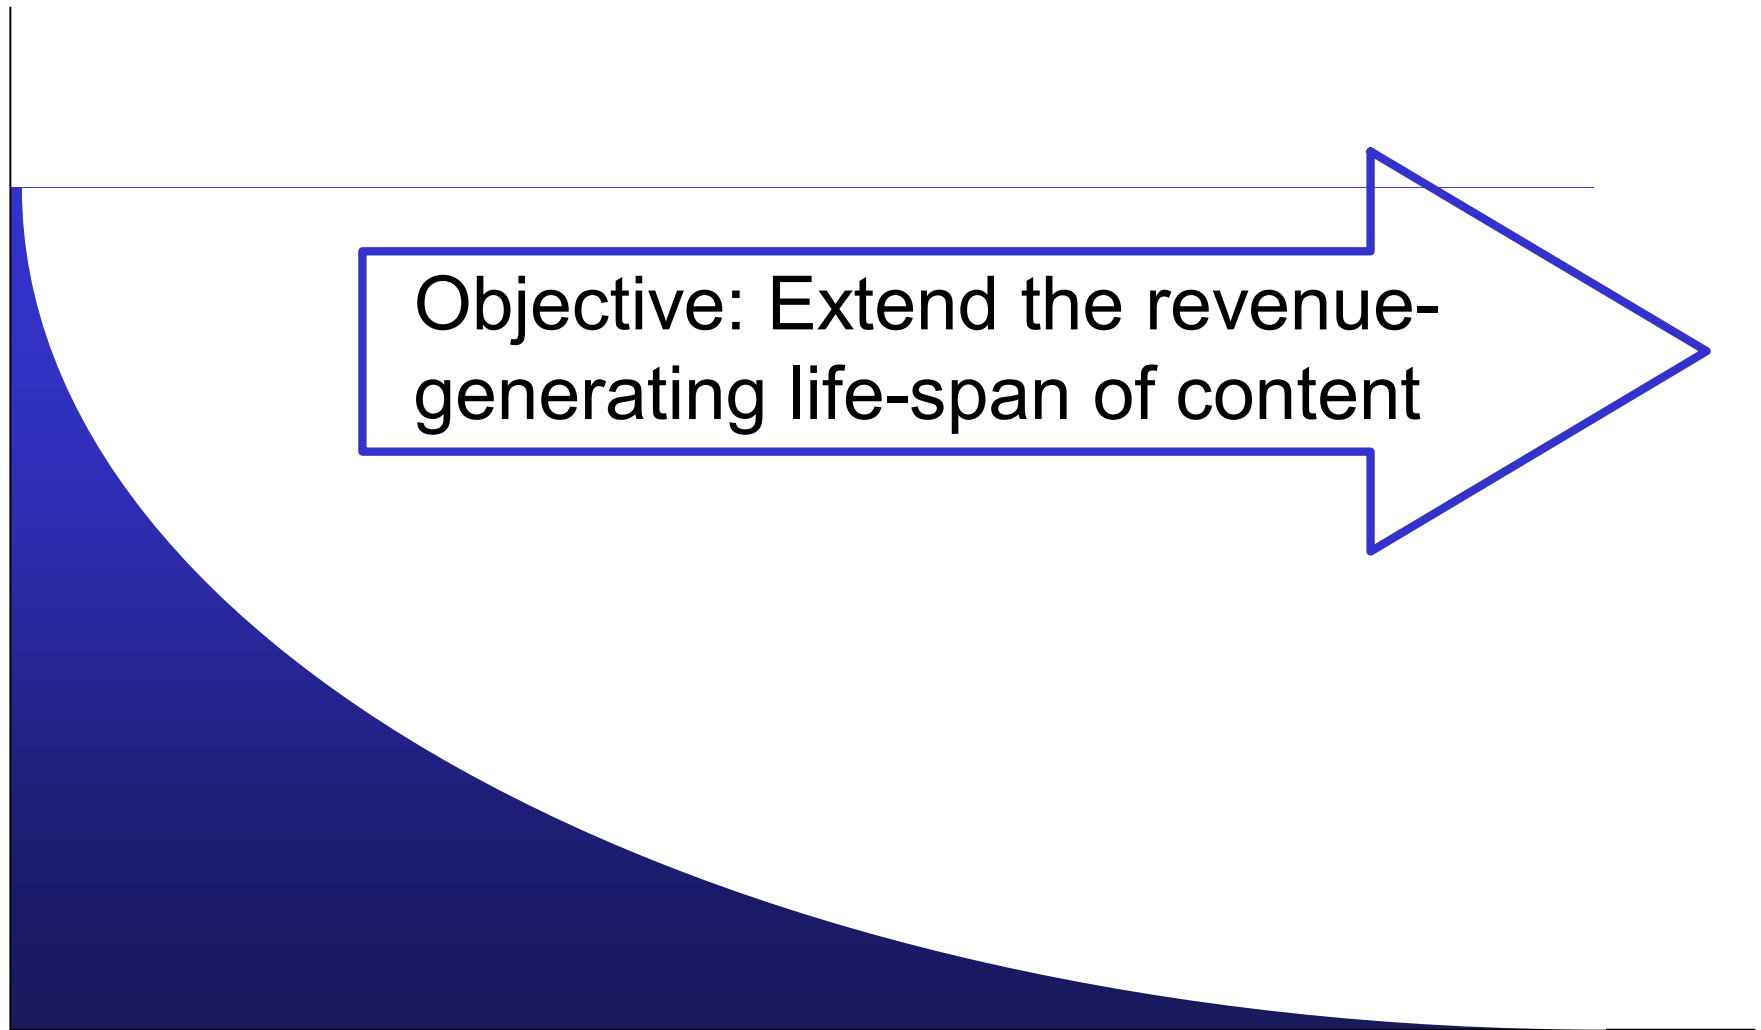 Objective: Extend the revenue-
generating life-span of content